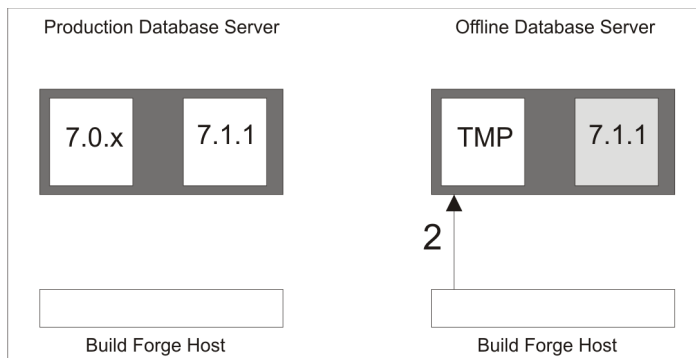 Production Database Server
Offline Database Server
7.0.x
7.1.1
TMP
7.1.1
2
Build Forge Host
Build Forge Host